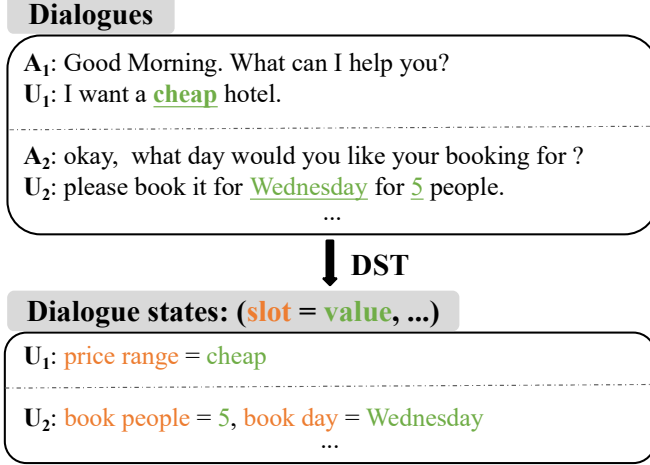 Dialogues
A1: Good Morning. What can I help you?
U1: I want a cheap hotel.
A2: okay, what day would you like your booking for ?
U2: please book it for Wednesday for 5 people.
...
DST
Dialogue states: (slot = value, ...)
U1: price range = cheap
U2: book people = 5, book day = Wednesday
...